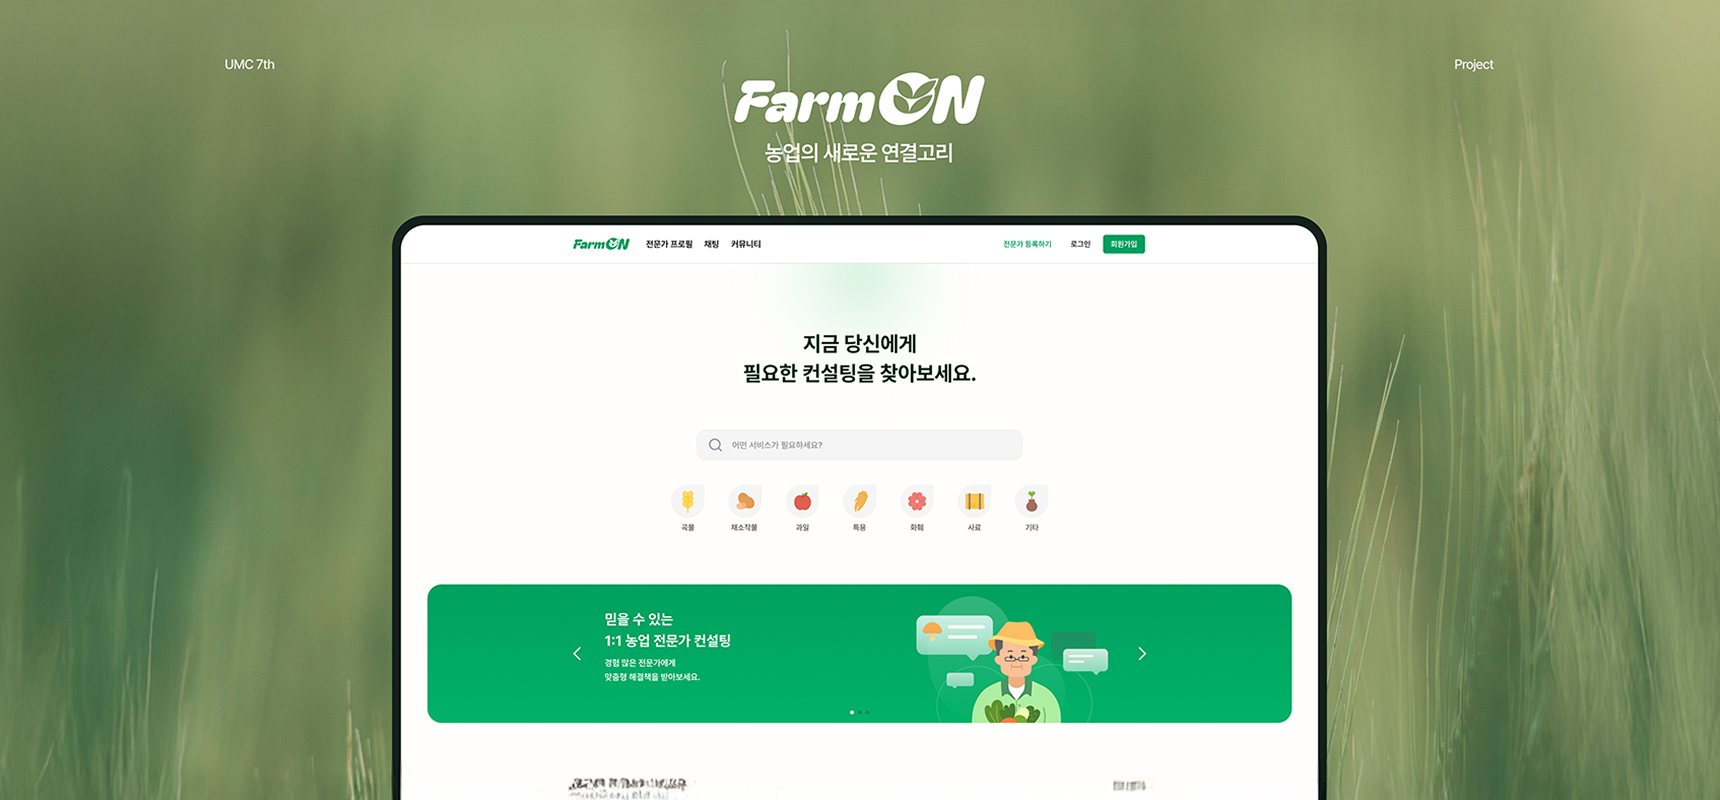 UMC 7th
Project
FarmON
농업의 새로운 연결고리
FarmON 전문가 프로필 채팅 커뮤니티 전문가 등록하기 로그인 회원가입
지금 당신에게
필요한 컨설팅을 찾아보세요.
어떤 서비스가 필요하세요?
곡물 채소작물 과일 특용 화훼 사료 기타
믿을 수 있는
1:1 농업 전문가 컨설팅
경험 많은 전문가에게
맞춤형 해결책을 받아보세요.